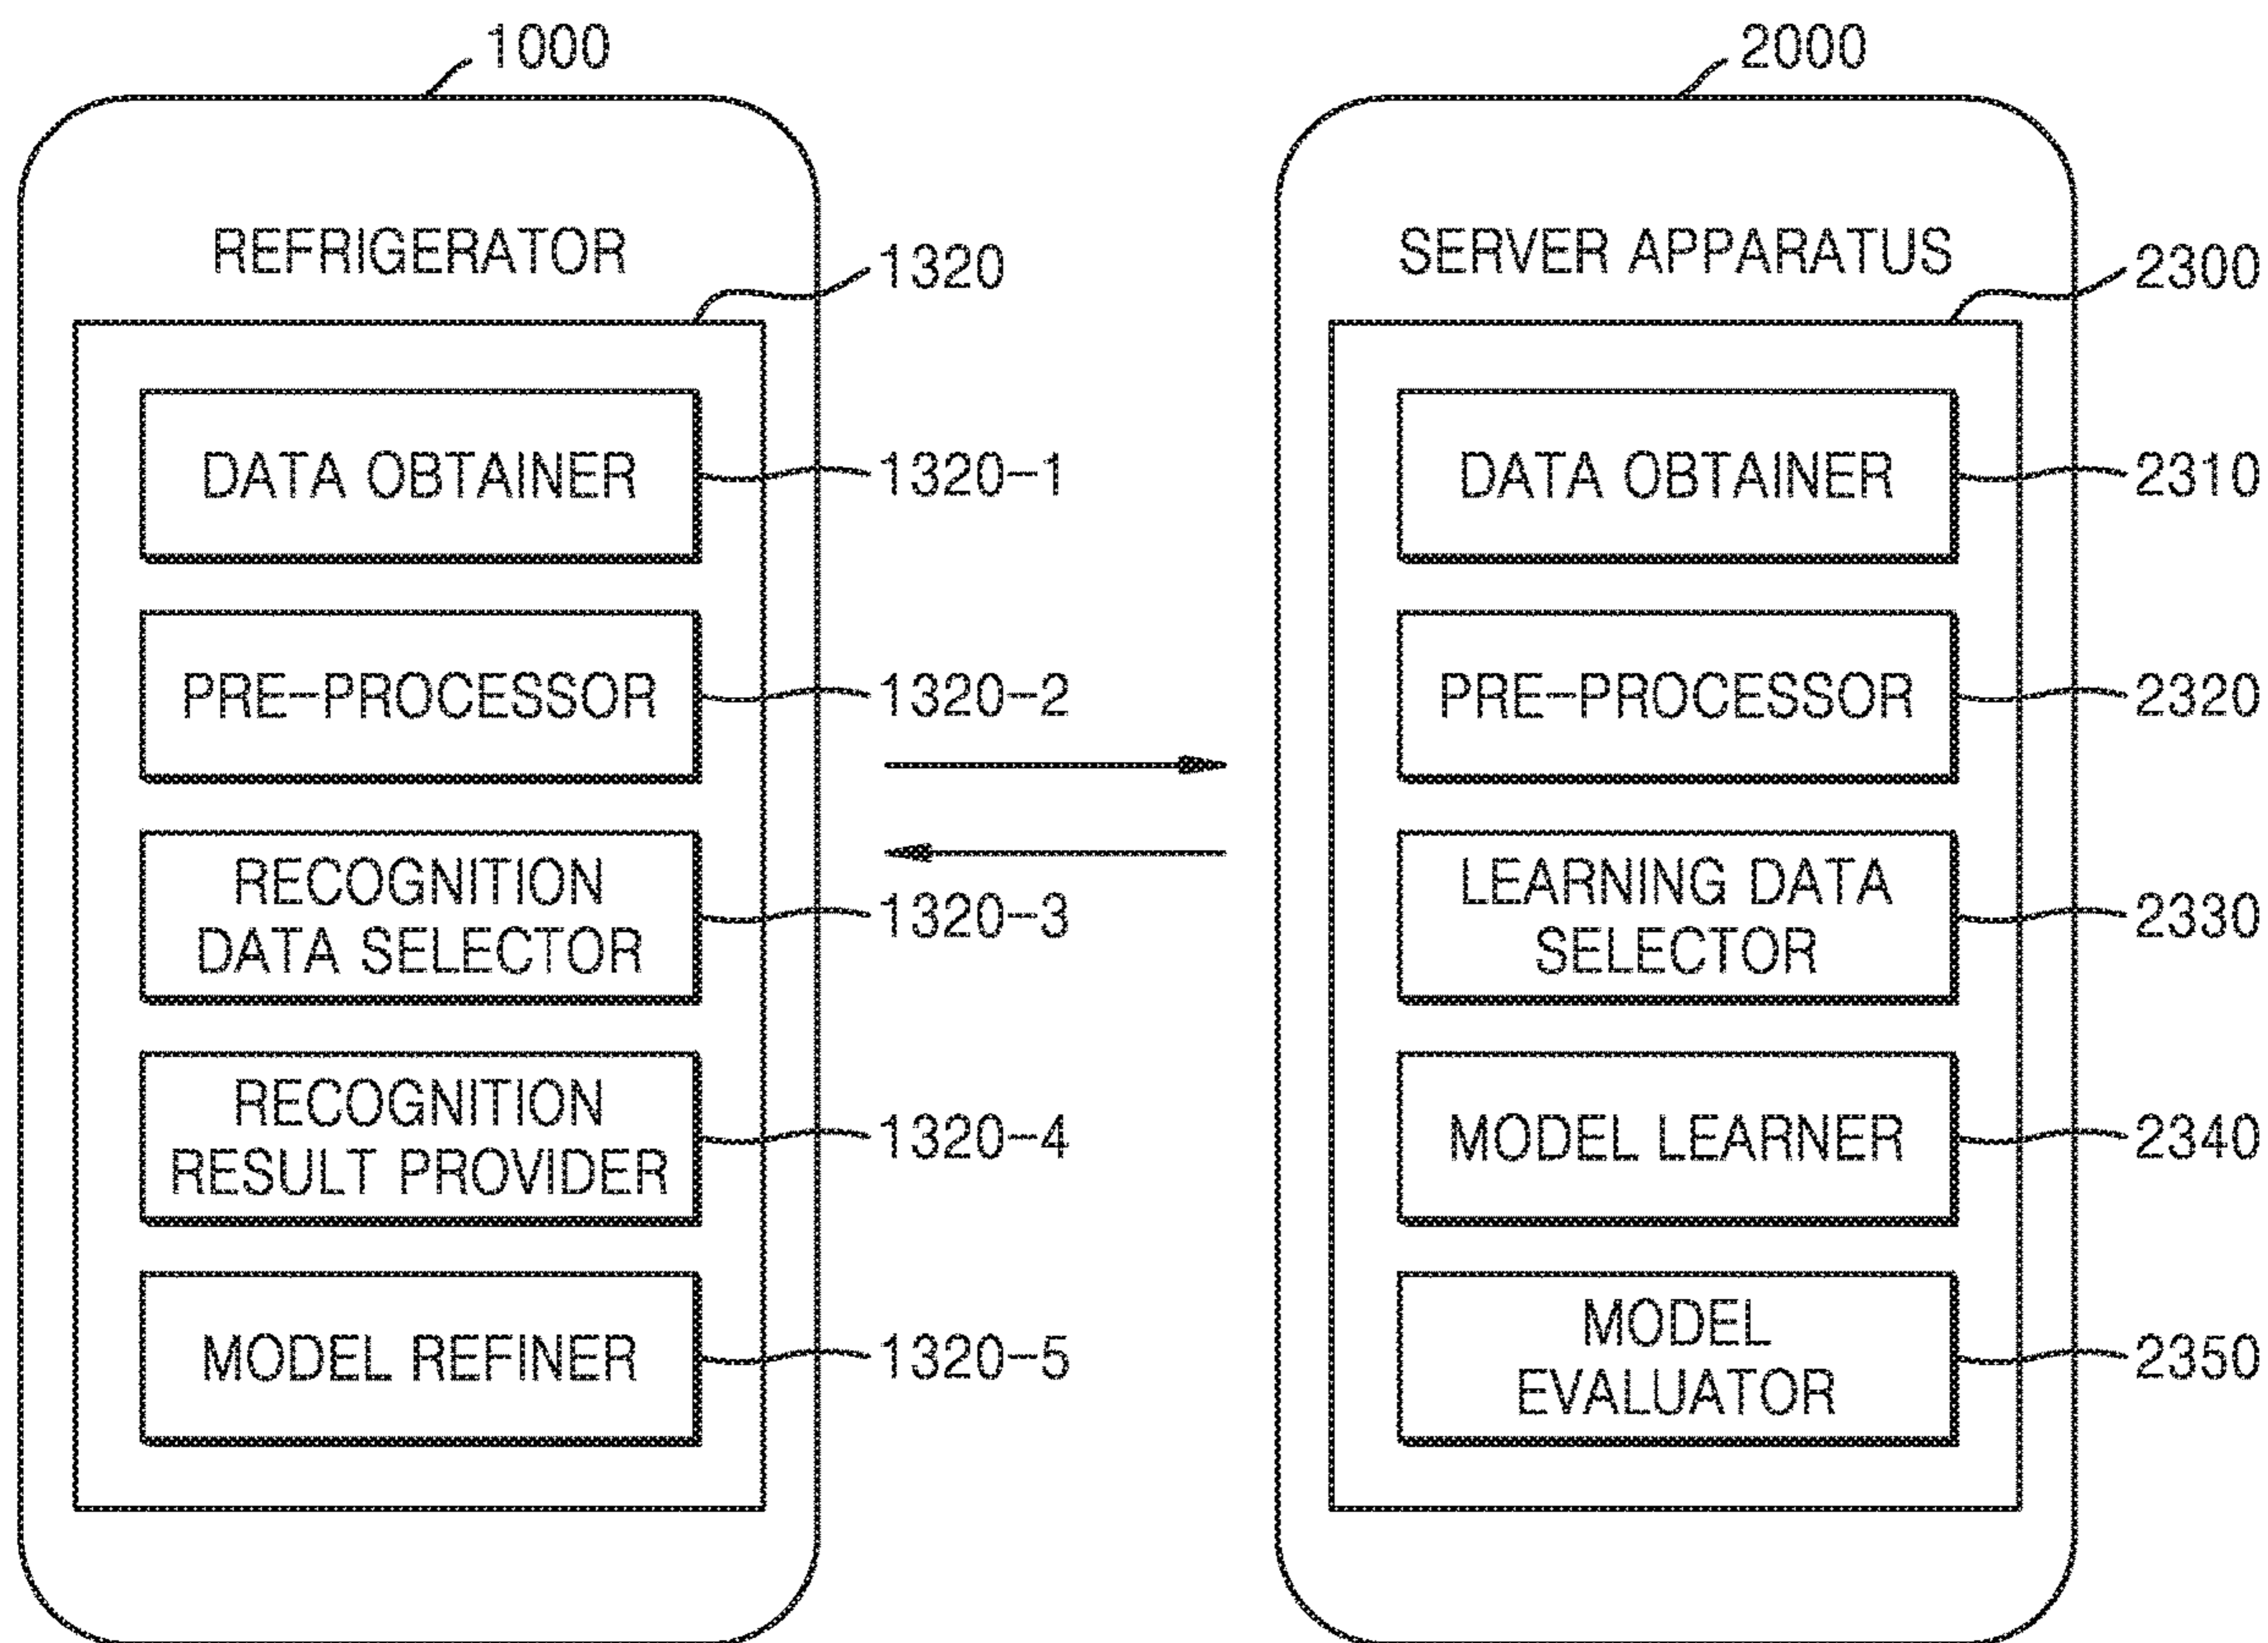 1000
REFRIGERATOR
1320
DATA OBTAINER
1320-1
PRE-PROCESSOR
1320-2
RECOGNITION
DATA SELECTOR
1320-3
RECOGNITION
RESULT PROVIDER
1320-4
MODEL REFINER
1320-5
2000
SERVER APPARATUS
2300
DATA OBTAINER
2310
PRE-PROCESSOR
2320
LEARNING DATA
SELECTOR
2330
MODEL LEARNER
2340
MODEL
EVALUATOR
2350